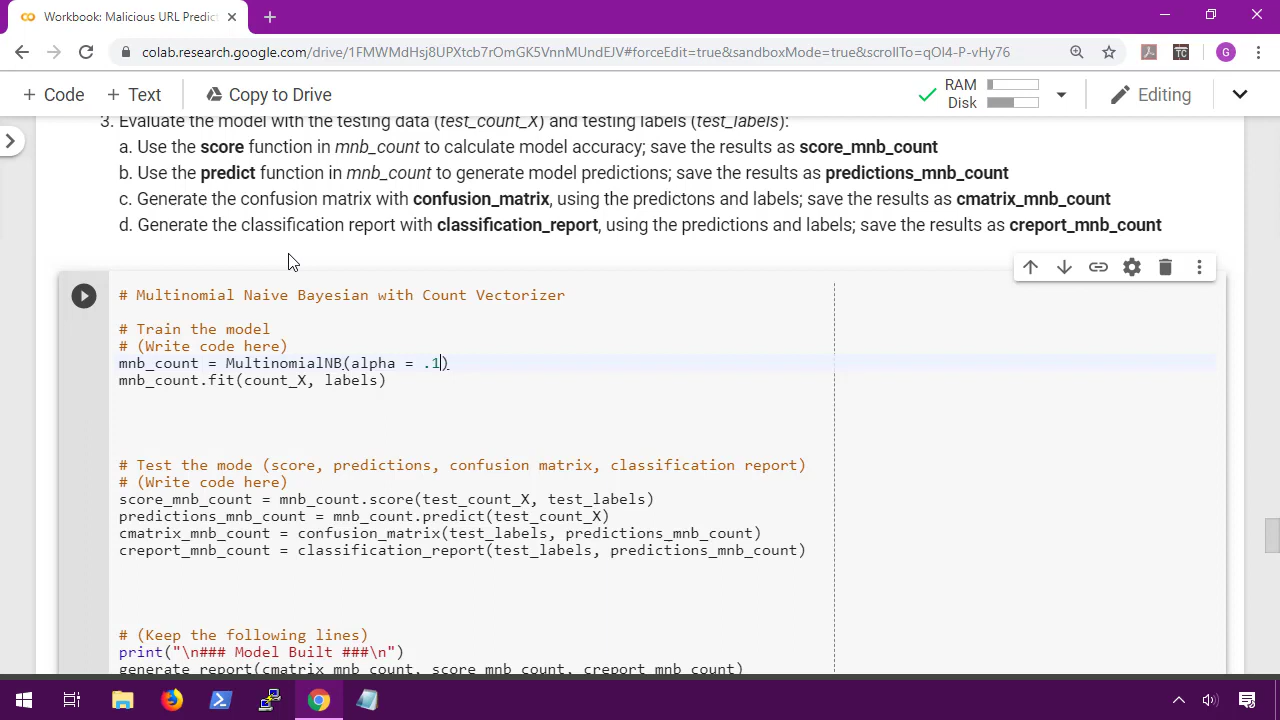 Workbook: Malicious URL Predict
colab.research.google.com/drive/1FMWMdHsj8UPXtcb7rOmGK5VnnMUndEJV#forceEdit=true&sandboxMode=true&scrollTo=qOl4-P-vHy76
TC
G
+ Code + Text Copy to Drive
RAM
Disk
Editing
3. Evaluate the model with the testing data (test_count_X) and testing labels (test_labels):
a. Use the score function in mnb_count to calculate model accuracy; save the results as score_mnb_count
b. Use the predict function in mnb_count to generate model predictions; save the results as predictions_mnb_count
c. Generate the confusion matrix with confusion_matrix, using the predictons and labels; save the results as cmatrix_mnb_count
d. Generate the classification report with classification_report, using the predictions and labels; save the results as creport_mnb_count
# Multinomial Naive Bayesian with Count Vectorizer
# Train the model
# (Write code here)
mnb_count = MultinomialNB(alpha = .1)
mnb_count.fit(count_X, labels)
# Test the mode (score, predictions, confusion matrix, classification report)
# (Write code here)
score_mnb_count = mnb_count.score(test_count_X, test_labels)
predictions_mnb_count = mnb_count.predict(test_count_X)
cmatrix_mnb_count = confusion_matrix(test_labels, predictions_mnb_count)
creport_mnb_count = classification_report(test_labels, predictions_mnb_count)
# (Keep the following lines)
print("\n### Model Built ###\n")
generate_report(cmatrix_mnb_count, score_mnb_count, creport_mnb_count)